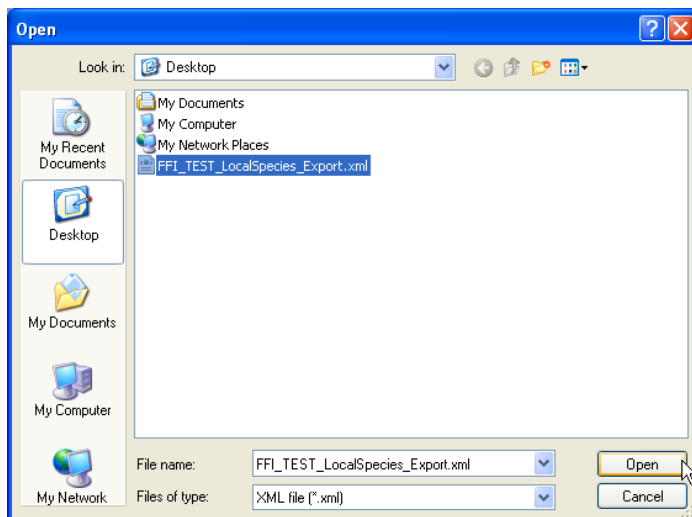 Open
Look in:
Desktop
My Recent
Documents
Desktop
My Documents
My Computer
My Network
My Documents
My Computer
My Network Places
FFI_TEST_LocalSpecies_Export.xml
File name:
FFI_TEST_LocalSpecies_Export.xml
Open
Files of type:
XML file (*.xml)
Cancel